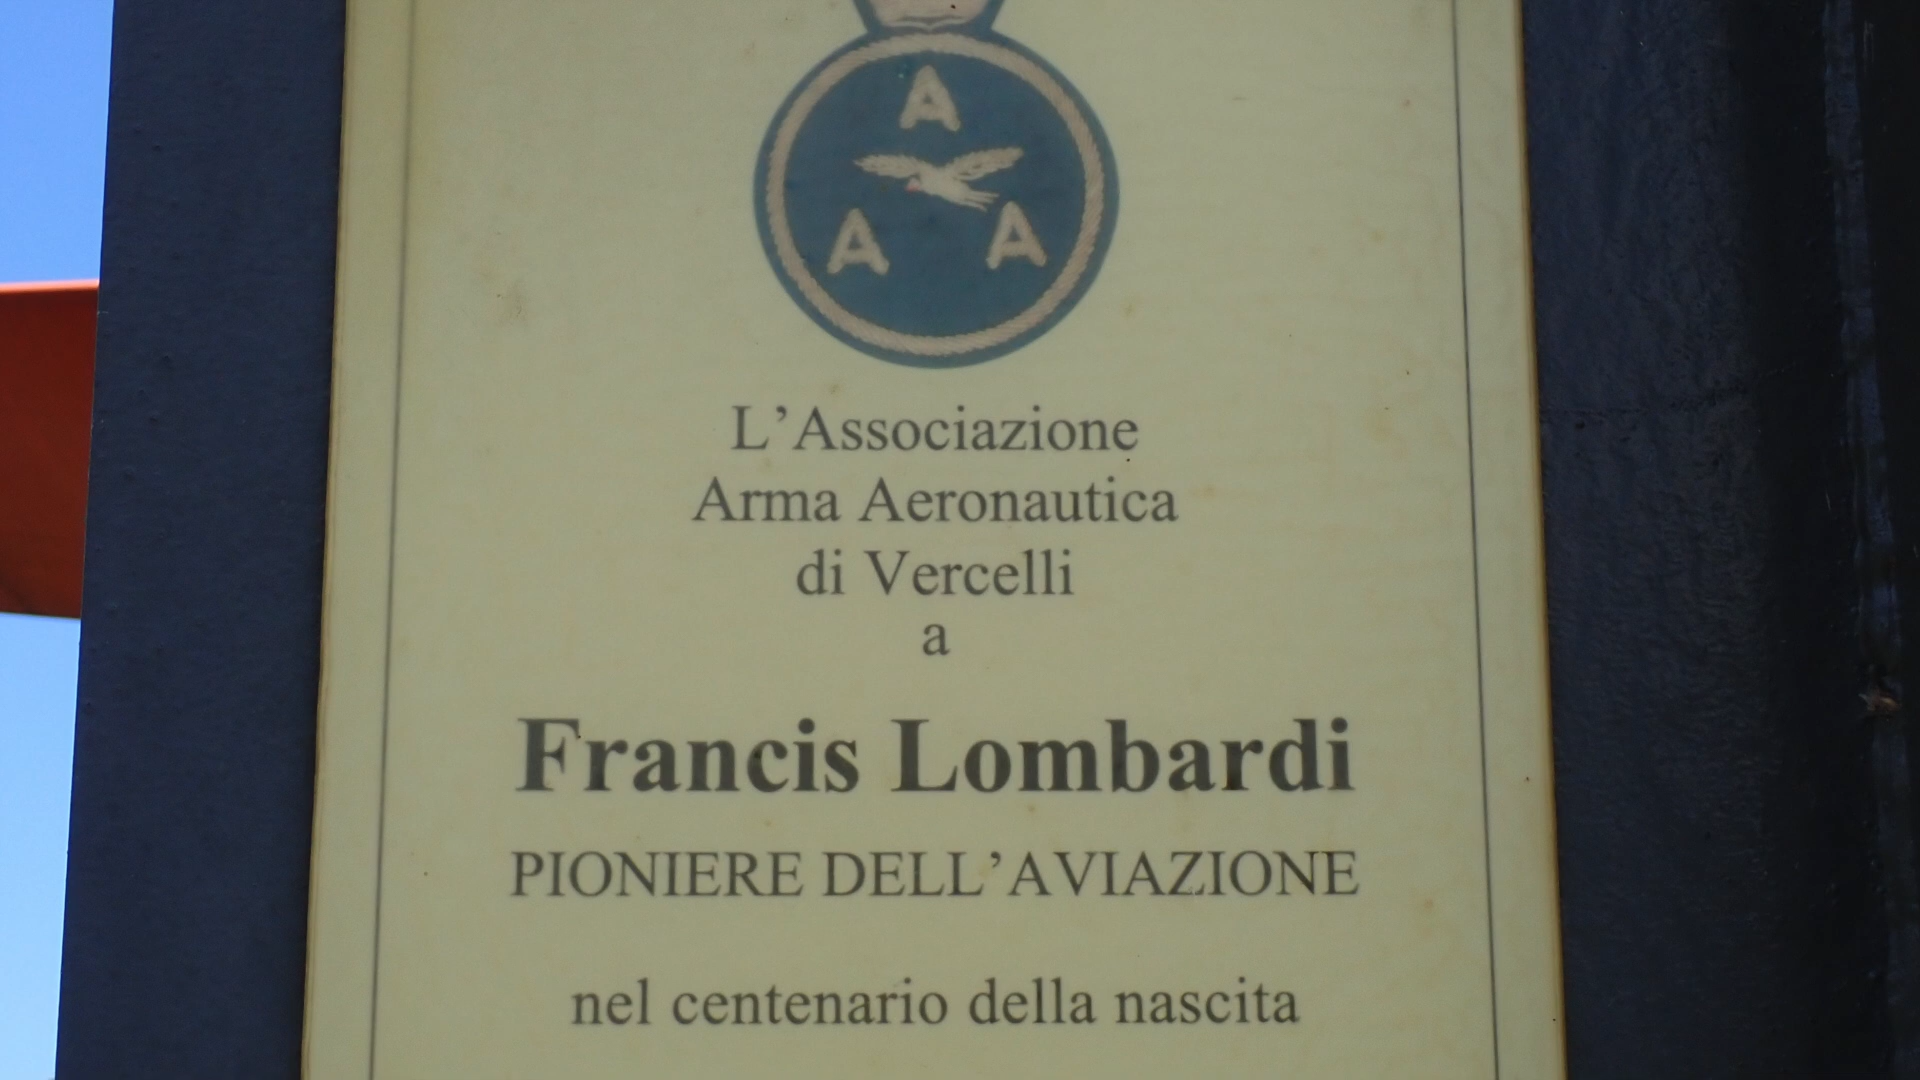 A
A A
L'Associazione
Arma Aeronautica
di Vercelli
a
Francis Lombardi
PIONIERE DELL'AVIAZIONE
nel centenario della nascita